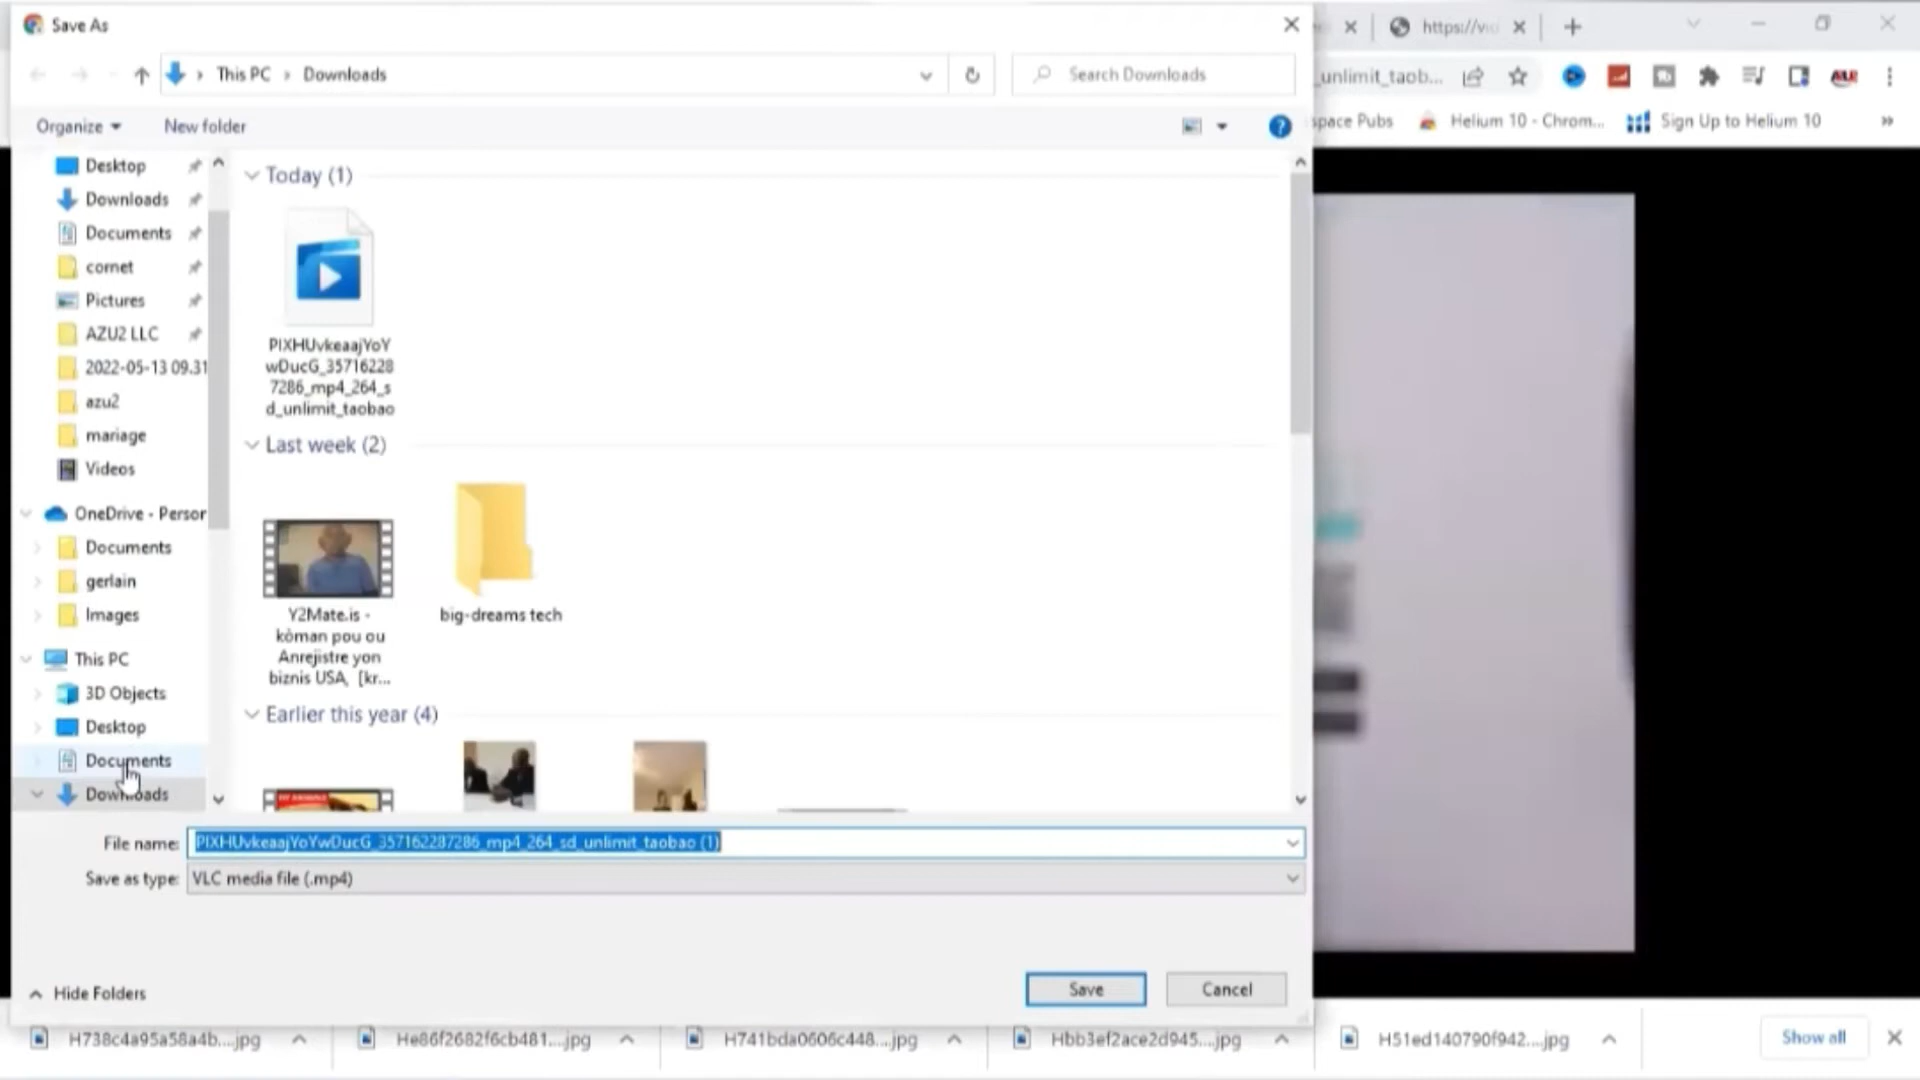 Save As
https://vio
This PC › Downloads
Search Downloads
_unlimit_taob...
Organize
New folder
space Pubs
Helium 10 - Chrom...
Sign Up to Helium 10
»
Desktop
Downloads
Documents
cornet
Pictures
AZU2 LLC
2022-05-13 09.31
azu2
mariage
Videos
OneDrive - Persor
Documents
gerlain
Images
This PC
3D Objects
Desktop
Documents
Downloads
Today (1)
PIXHUvkeaajYoY
wDucG_35716228
7286_mp4_264_s
d_unlimit_taobao
Last week (2)
Y2Mate.is -
kòman pou ou
Anrejistre yon
biznis USA, [kr...
big-dreams tech
Earlier this year (4)
File name: PIXHUvkeaajYoYwDucG_357162287286_mp4_264_sd_unlimit_taobao (1)
Save as type: VLC media file (.mp4)
Hide Folders
Save
Cancel
H738c4a95a58a4b....jpg
He86f2682f6cb481....jpg
H741bda0606c448....jpg
Hbb3ef2ace2d945....jpg
H51ed140790f942....jpg
Show all